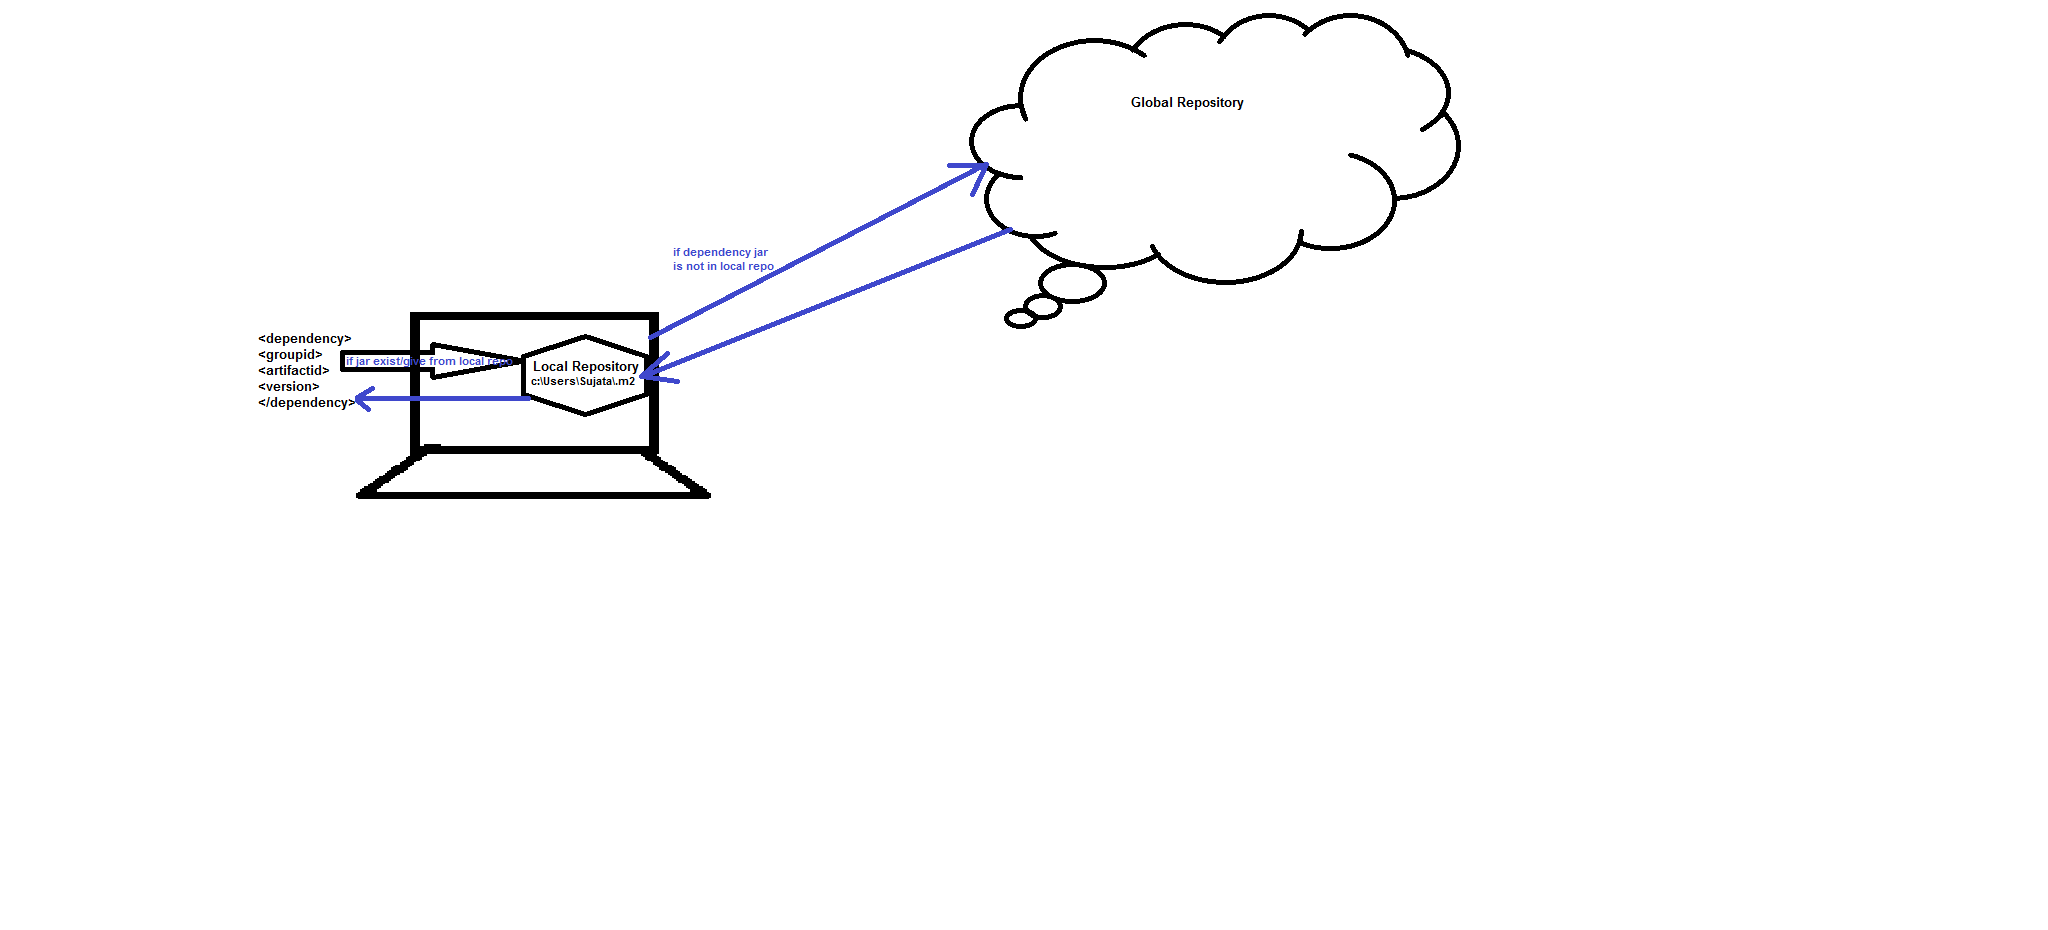 Global Repository
if dependency jar
is not in local repo
<dependency>
<groupid>
if jar exist/give from local repo
<artifactid>
<version>
</dependency>
Local Repository
c:\Users\Sujata\.m2